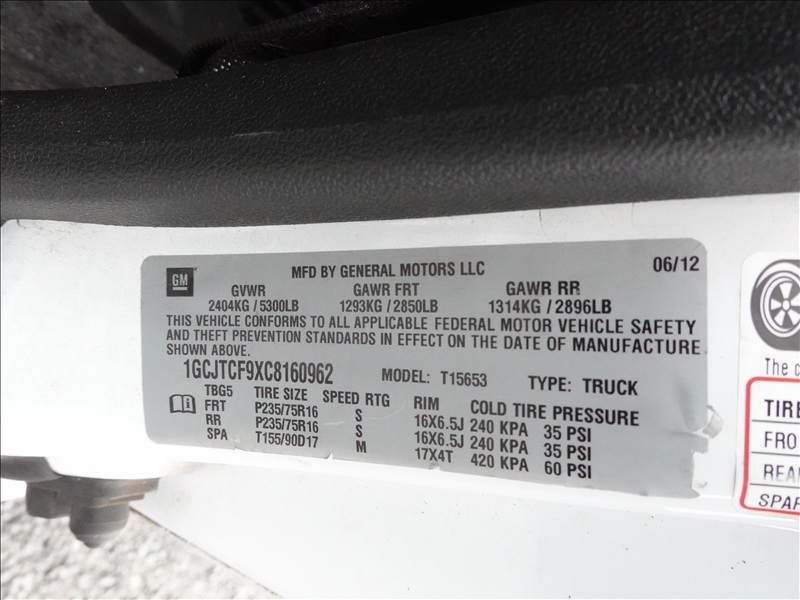 GM
MFD BY GENERAL MOTORS LLC
06/12
GVWR GAWR FRT GAWR RR
2404KG/5300LB 1293KG/2850LB 1314KG/2896LB
THIS VEHICLE CONFORMS TO ALL APPLICABLE FEDERAL MOTOR VEHICLE SAFETY
AND THEFT PREVENTION STANDARDS IN EFFECT ON THE DATE OF MANUFACTURE
SHOWN ABOVE.
1GCJTCF9XC8160962 MODEL: T15653 TYPE: TRUCK
TBG5 TIRE SIZE SPEED RTG RIM COLD TIRE PRESSURE
FRT P235/75R16 S 16X6.5J 240 KPA 35 PSI
RR P235/75R16 S 16X6.5J 240 KPA 35 PSI
SPA T155/90D17 M 17X4T 420 KPA 60 PSI
The c
TIRE
FRO
REA
SPAR